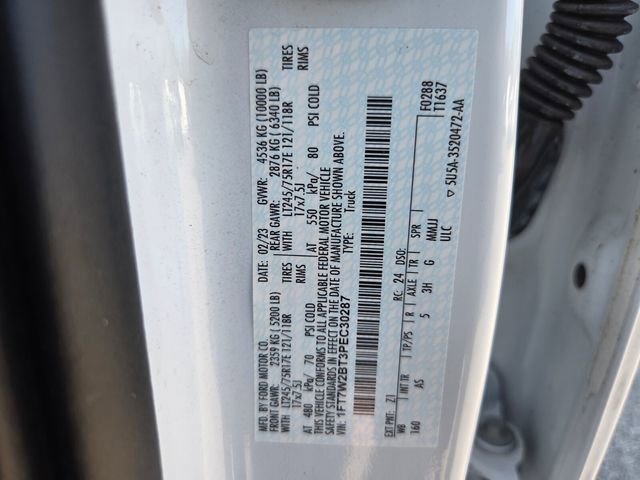 MFD. BY FORD MOTOR CO.
DATE: 02/23 GVWR: 4536 KG (10000 LB)
FRONT GAWR: 2359 KG (5200 LB) REAR GAWR: 2876 KG (6340 LB)
LT245/75R17E 121/118R TIRES WITH LT245/75R17E 121/118R TIRES
17x7.5J RIMS 17x7.5J RIMS
AT 480 kPa/ 70 PSI COLD AT 550 kPa/ 80 PSI COLD
THIS VEHICLE CONFORMS TO ALL APPLICABLE FEDERAL MOTOR VEHICLE
SAFETY STANDARDS IN EFFECT ON THE DATE OF MANUFACTURE SHOWN ABOVE.
VIN: 1FT7W2BT3PEC30287 TYPE: Truck
F0288
T1637
EXT PNT: Z1 RC: 24 DSO:
WB INT TR TP/PS R AXLE TR SPR
160 AS 5 3H G MMJJ
ULC
5U5A-3520472-AA